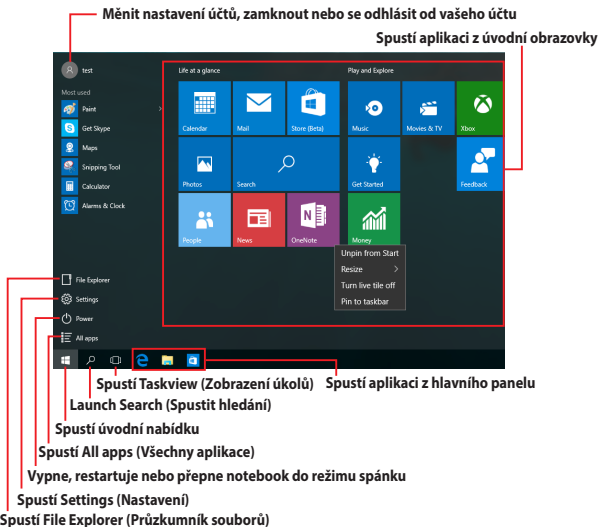 Měnit nastavení účtů, zamknout nebo se odhlásit od vašeho účtu
Spustí aplikaci z úvodní obrazovky
test
Most used
Paint
Get Skype
Maps
Snipping Tool
Calculator
Alarms & Clock
File Explorer
Settings
Power
All apps
Life at a glance
Play and Explore
Calendar
Mail
Store (Beta)
Music
Movies & TV
Xbox
Photos
Search
Get Started
Feedback
People
News
OneNote
Money
Unpin from Start
Resize
Turn live tile off
Pin to taskbar
Spustí Taskview (Zobrazení úkolů)
Spustí aplikaci z hlavního panelu
Launch Search (Spustit hledání)
Spustí úvodní nabídku
Spustí All apps (Všechny aplikace)
Vypne, restartuje nebo přepne notebook do režimu spánku
Spustí Settings (Nastavení)
Spustí File Explorer (Průzkumník souborů)